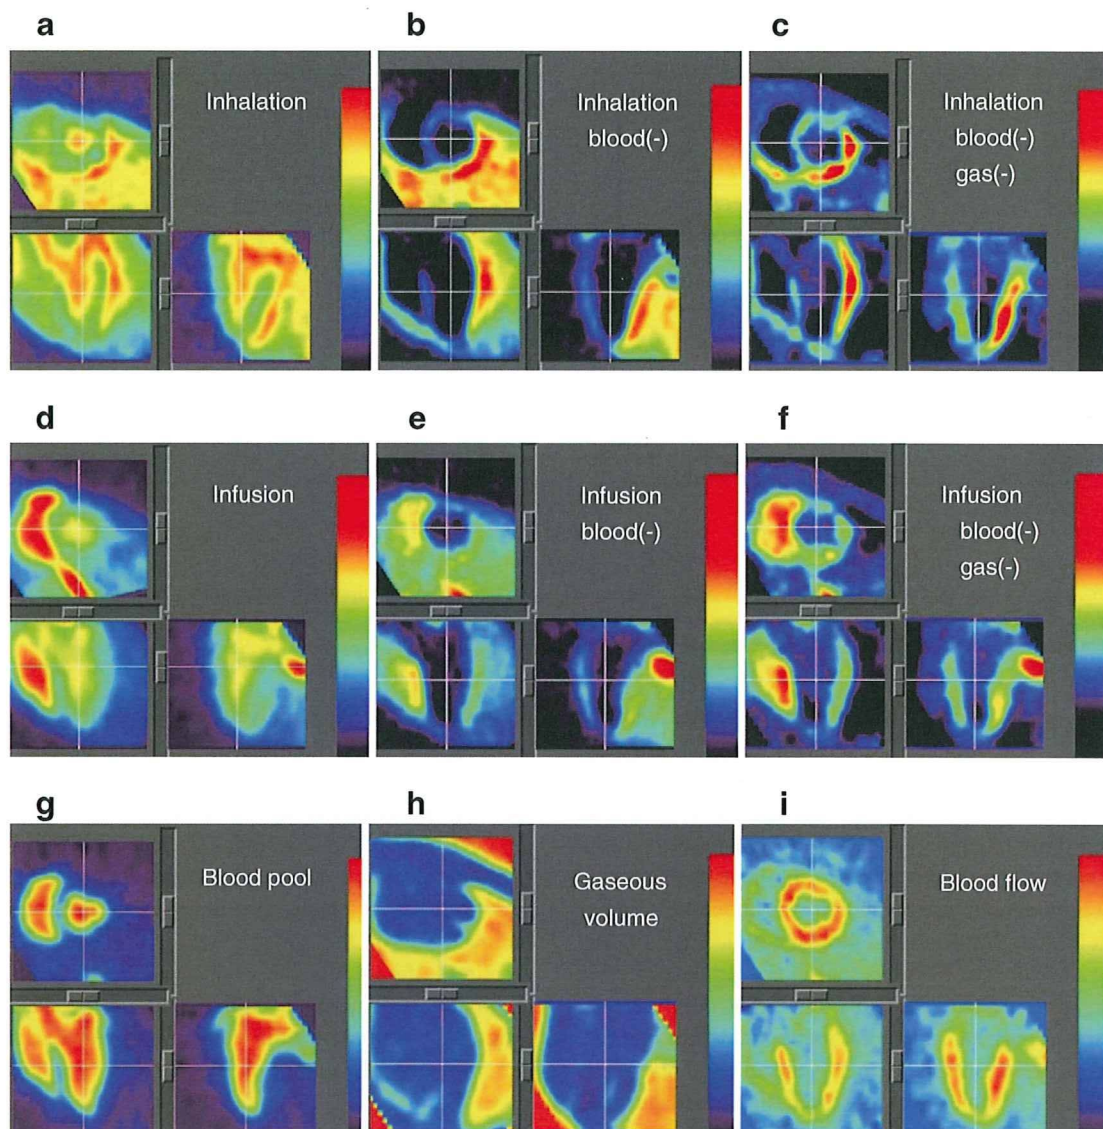 a
b
c
Inhalation
Inhalation
blood(-)
Inhalation
blood(-)
gas(-)
d
e
f
Infusion
Infusion
blood(-)
Infusion
blood(-)
gas(-)
g
h
i
Blood pool
Gaseous
volume
Blood flow